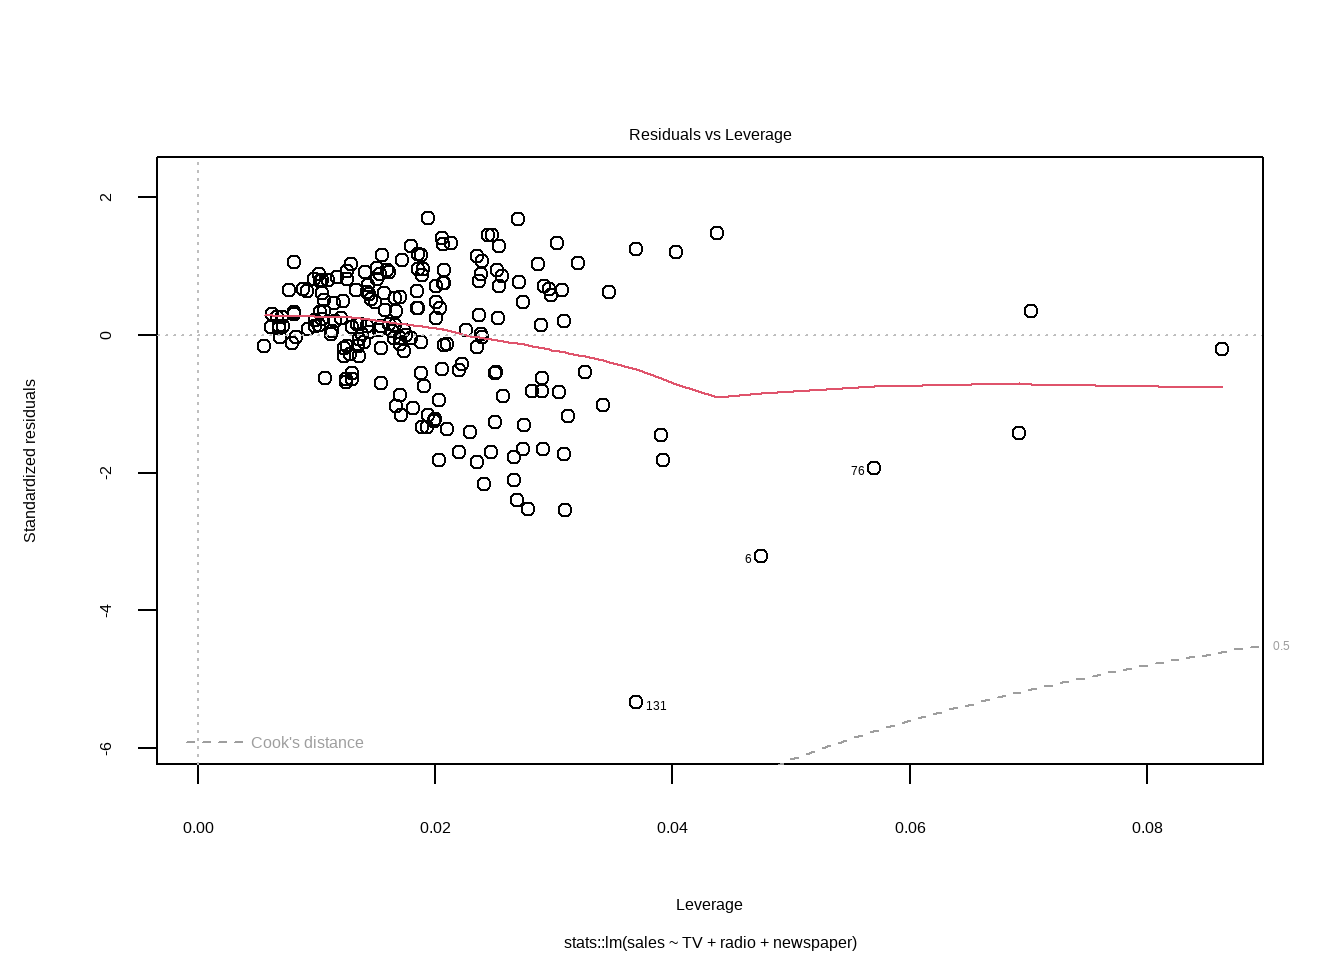 Residuals vs Leverage
2
0
-2
-4
-6
Standardized residuals
76
6
131
0.5
Cook's distance
0.00 0.02 0.04 0.06 0.08
Leverage
stats::lm(sales ~ TV + radio + newspaper)